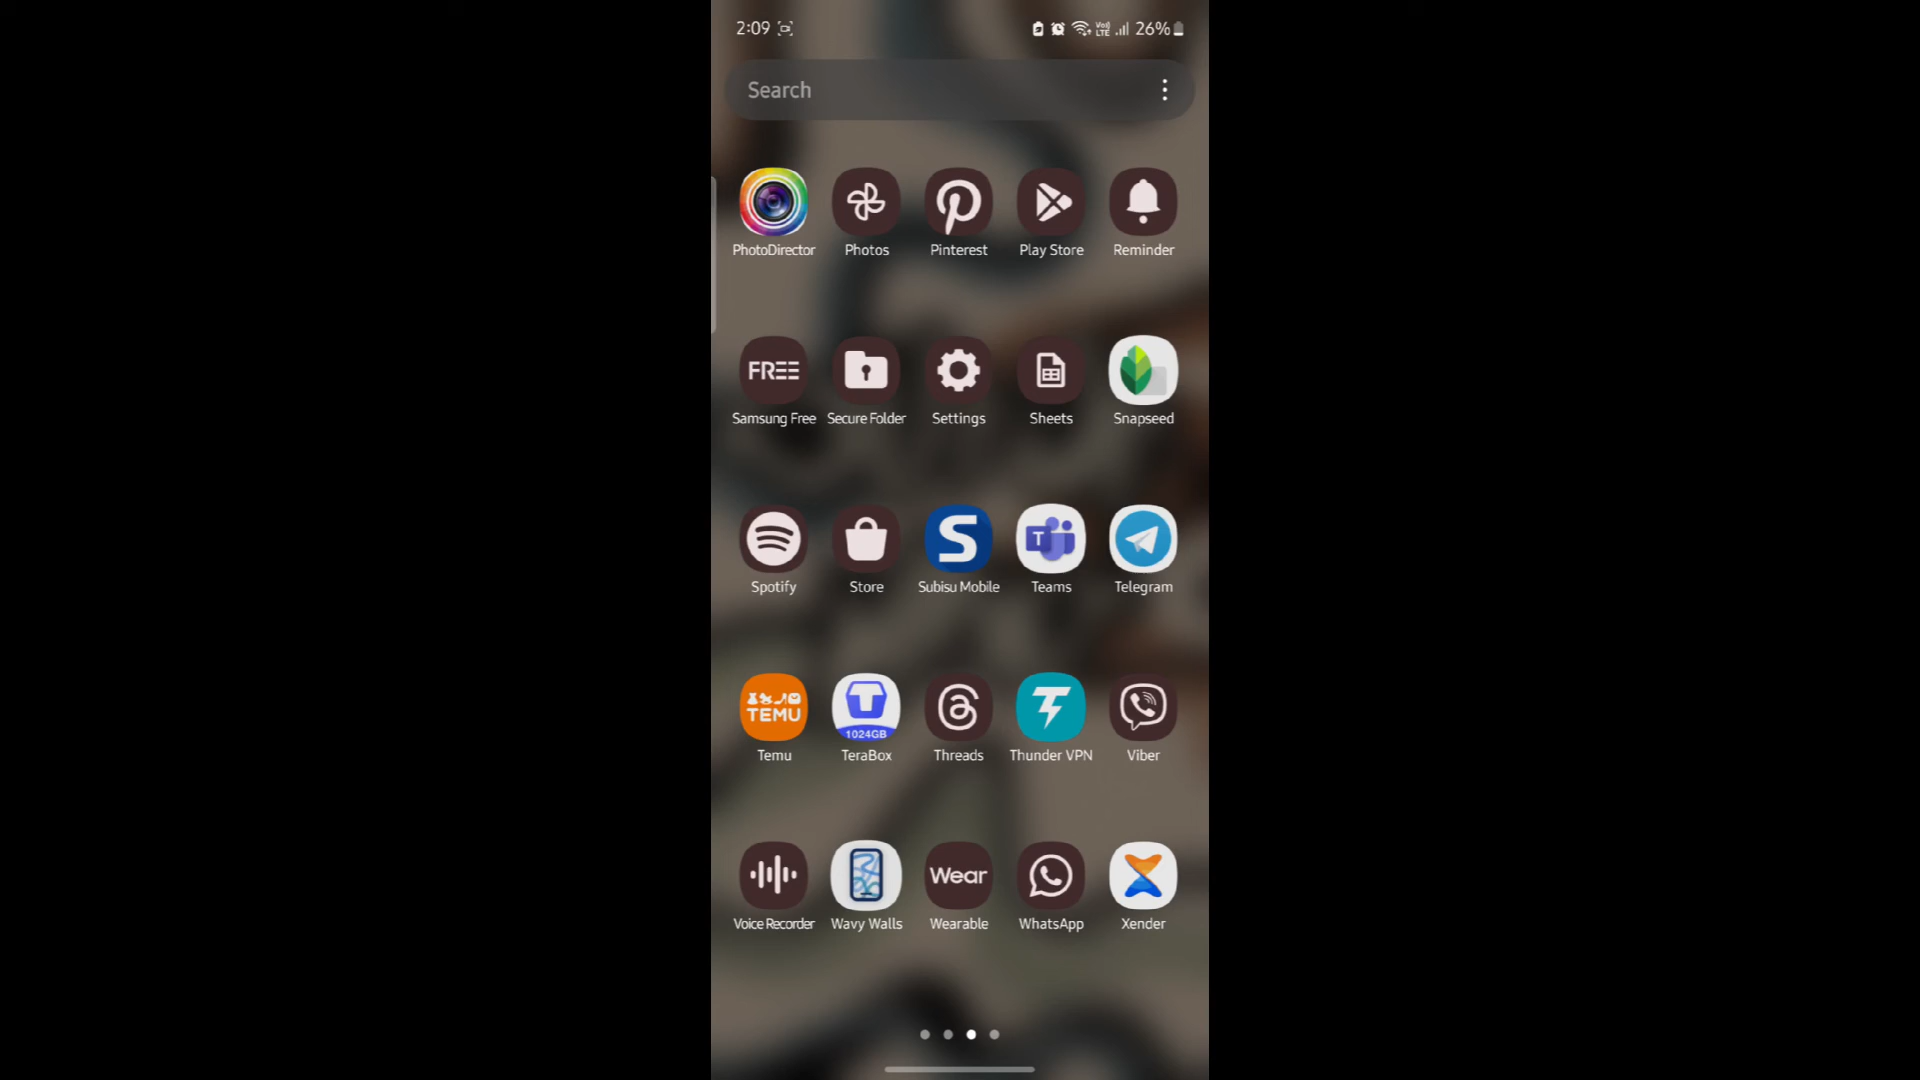 2:09 Vo) LTE 26%
Search
PhotoDirector Photos Pinterest Play Store Reminder
FREE
Samsung Free Secure Folder Settings Sheets Snapseed
S T
Spotify Store Subisu Mobile Teams Telegram
TEMU 1024GB
Temu TeraBox Threads Thunder VPN Viber
Wear
Voice Recorder Wavy Walls Wearable WhatsApp Xender